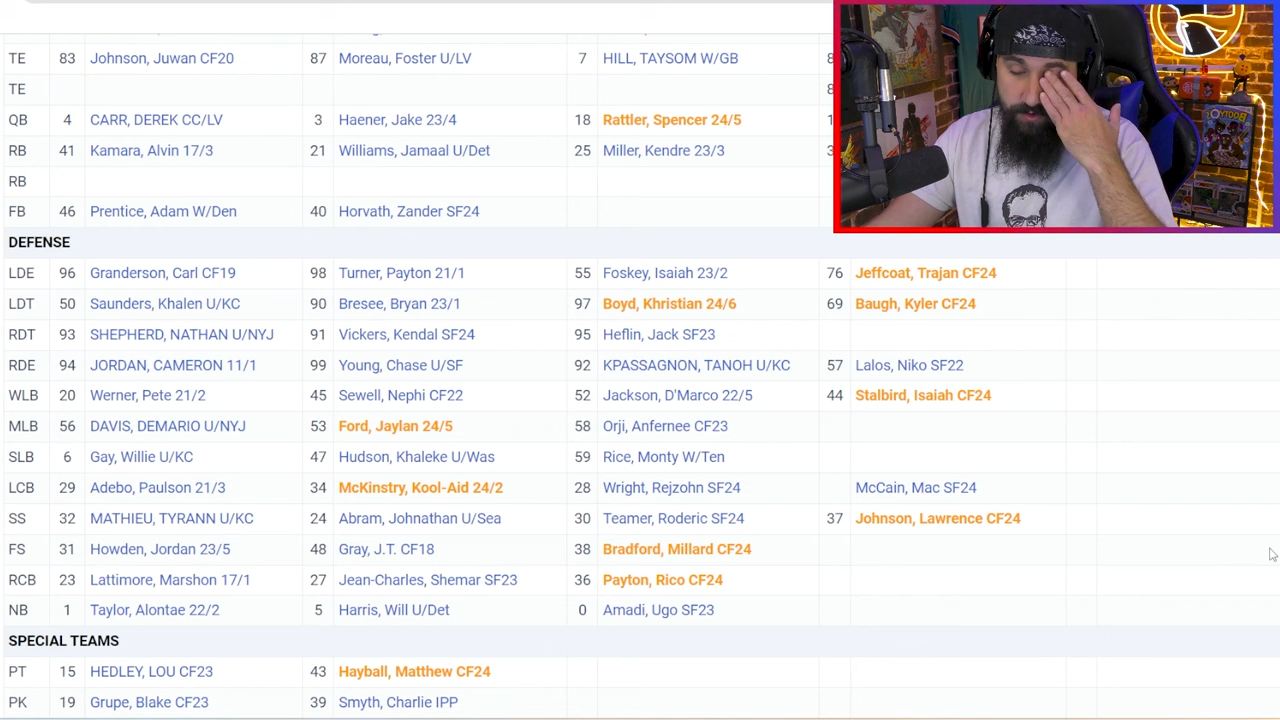 TE 83 Johnson, Juwan CF20 87 Moreau, Foster U/LV 7 HILL, TAYSOM W/GB 8
TE 8
QB 4 CARR, DEREK CC/LV 3 Haener, Jake 23/4 18 Rattler, Spencer 24/5 1
RB 41 Kamara, Alvin 17/3 21 Williams, Jamaal U/Det 25 Miller, Kendre 23/3 3
RB
FB 46 Prentice, Adam W/Den 40 Horvath, Zander SF24
DEFENSE
LDE 96 Granderson, Carl CF19 98 Turner, Payton 21/1 55 Foskey, Isaiah 23/2 76 Jeffcoat, Trajan CF24
LDT 50 Saunders, Khalen U/KC 90 Bresee, Bryan 23/1 97 Boyd, Khristian 24/6 69 Baugh, Kyler CF24
RDT 93 SHEPHERD, NATHAN U/NYJ 91 Vickers, Kendal SF24 95 Heflin, Jack SF23
RDE 94 JORDAN, CAMERON 11/1 99 Young, Chase U/SF 92 KPASSAGNON, TANOH U/KC 57 Lalos, Niko SF22
WLB 20 Werner, Pete 21/2 45 Sewell, Nephi CF22 52 Jackson, D'Marco 22/5 44 Stalbird, Isaiah CF24
MLB 56 DAVIS, DEMARIO U/NYJ 53 Ford, Jaylan 24/5 58 Orji, Anfernee CF23
SLB 6 Gay, Willie U/KC 47 Hudson, Khaleke U/Was 59 Rice, Monty W/Ten
LCB 29 Adebo, Paulson 21/3 34 McKinstry, Kool-Aid 24/2 28 Wright, Rejzohn SF24 McCain, Mac SF24
SS 32 MATHIEU, TYRANN U/KC 24 Abram, Johnathan U/Sea 30 Teamer, Roderic SF24 37 Johnson, Lawrence CF24
FS 31 Howden, Jordan 23/5 48 Gray, J.T. CF18 38 Bradford, Millard CF24
RCB 23 Lattimore, Marshon 17/1 27 Jean-Charles, Shemar SF23 36 Payton, Rico CF24
NB 1 Taylor, Alontae 22/2 5 Harris, Will U/Det 0 Amadi, Ugo SF23
SPECIAL TEAMS
PT 15 HEDLEY, LOU CF23 43 Hayball, Matthew CF24
PK 19 Grupe, Blake CF23 39 Smyth, Charlie IPP